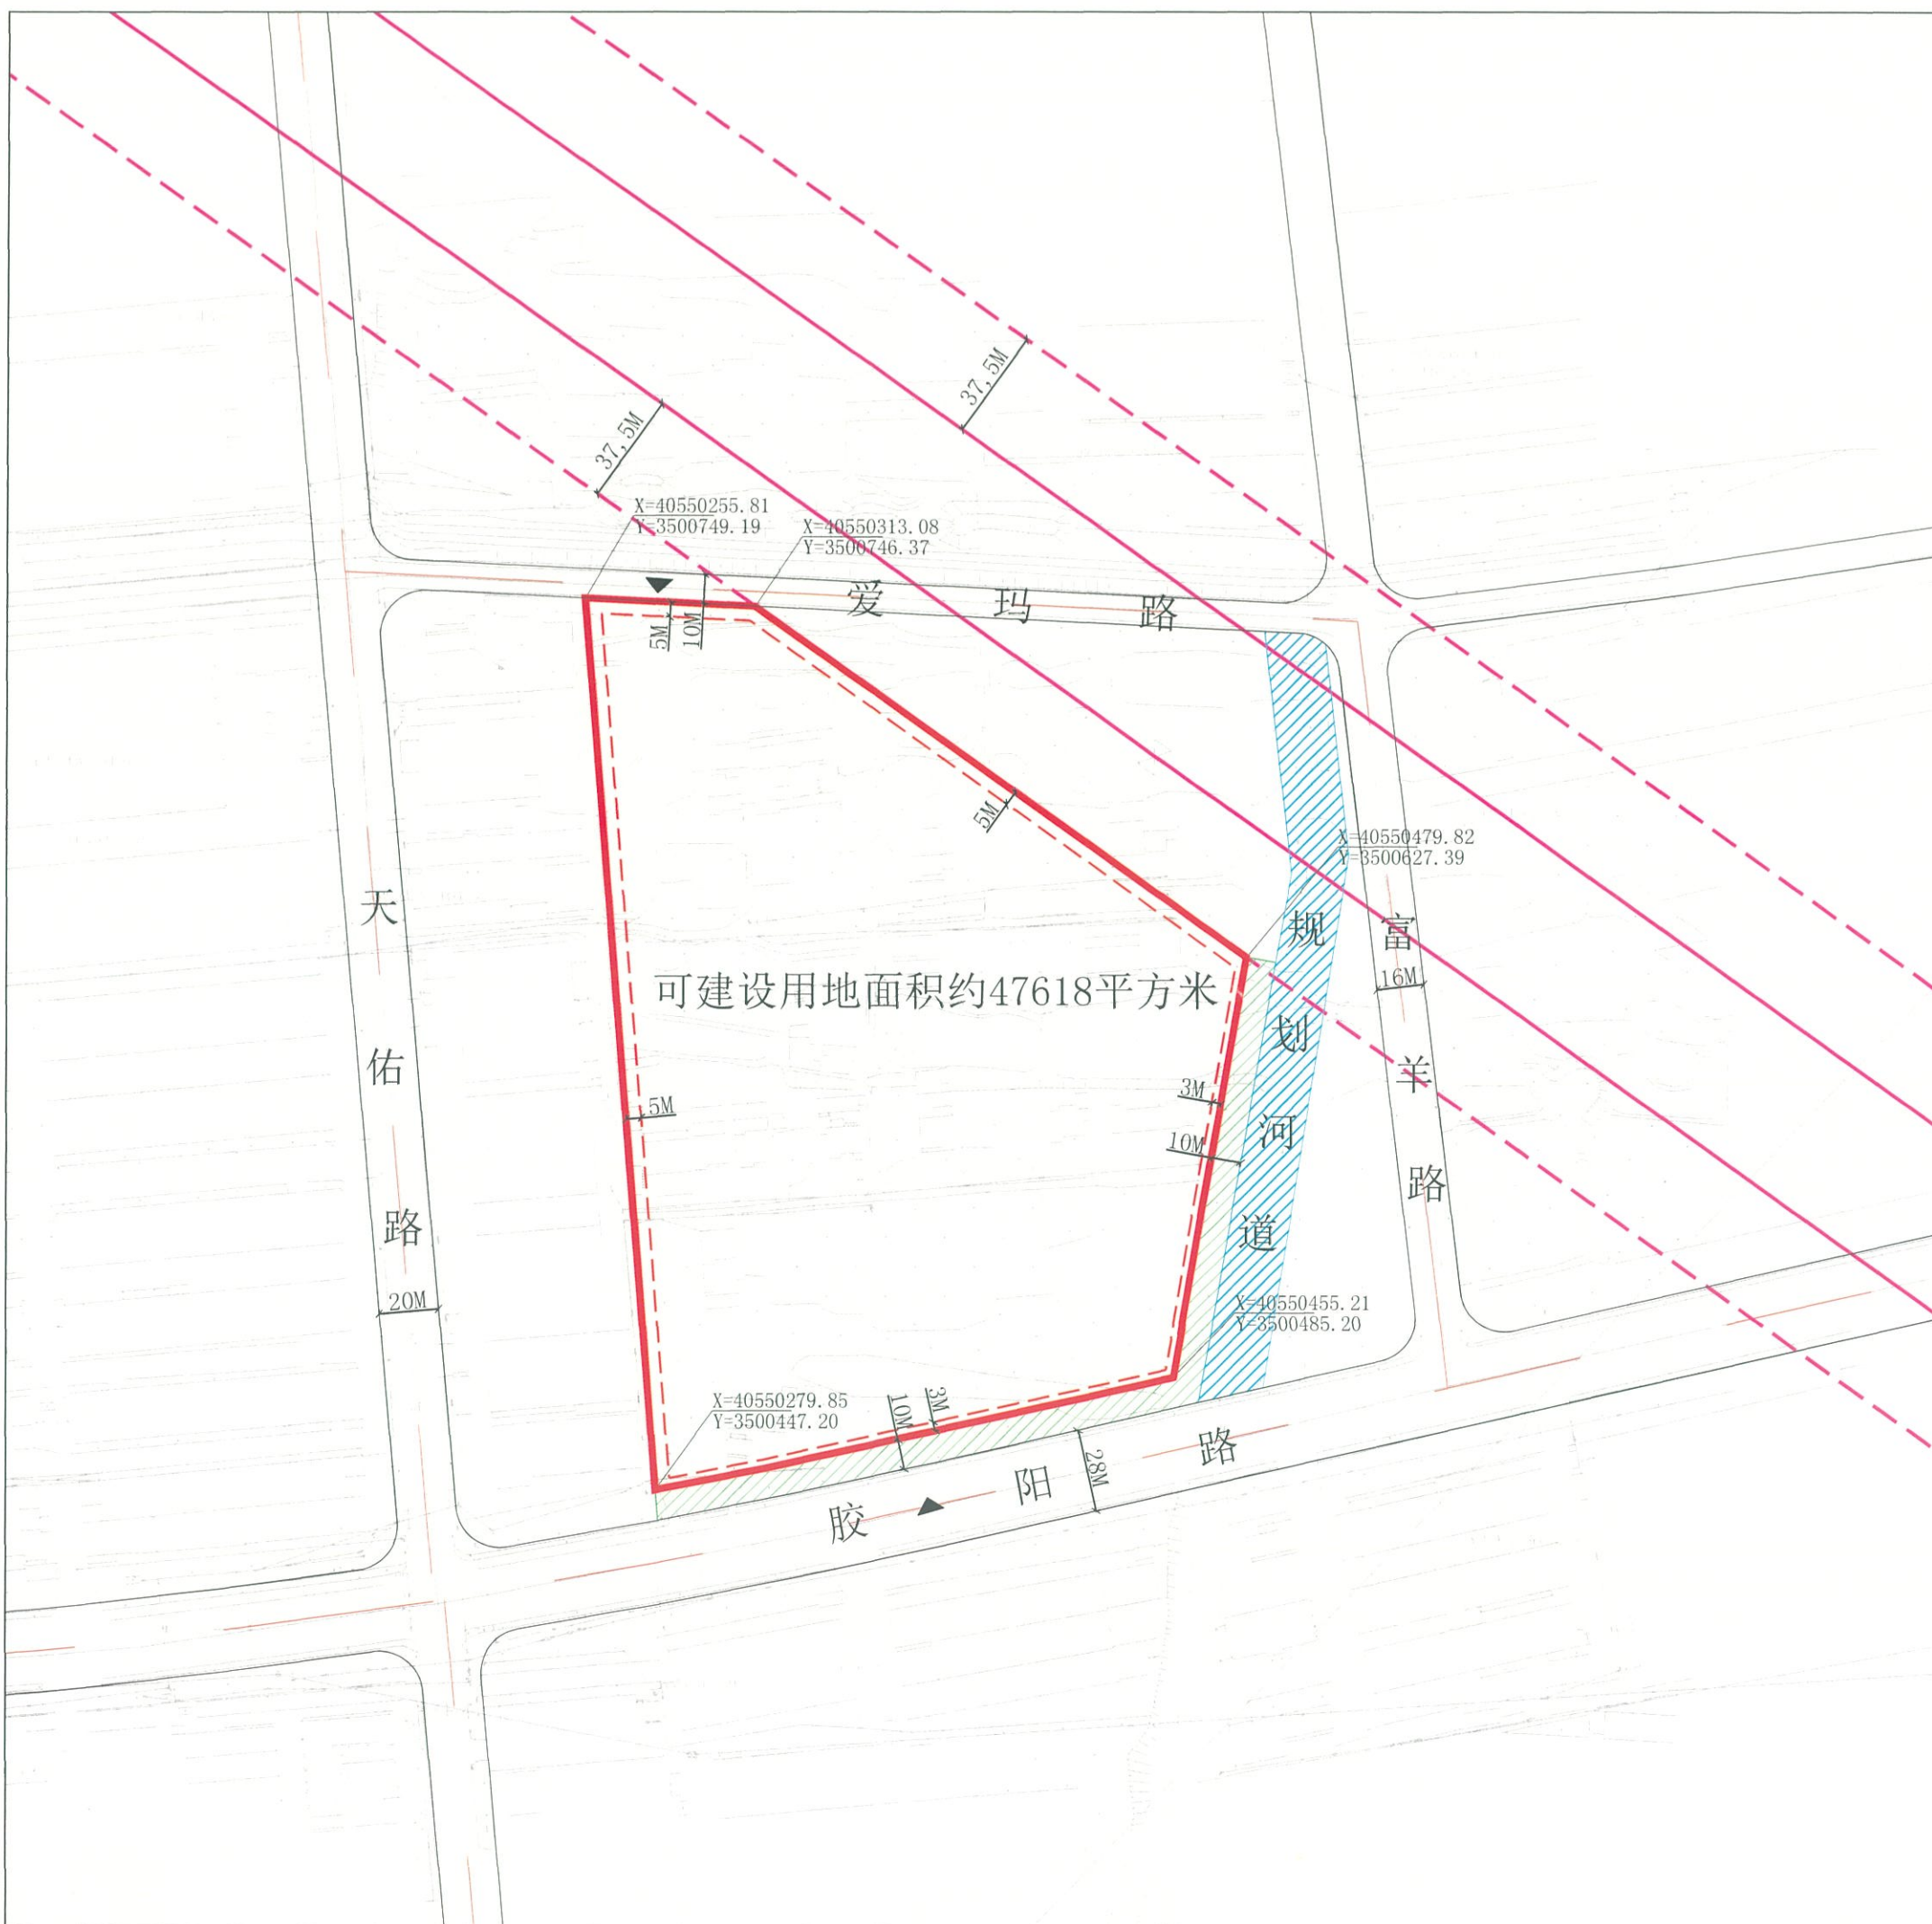 37,5M
37,5M
X=40550255.81
Y=3500749.19
X=40550313.08
Y=3500746.37
爱玛路
5M
10M
5M
X=40550479.82
Y=3500627.39
天佑路
规划河道
富羊路
16M
可建设用地面积约47618平方米
5M
3M
10M
20M
X=40550455.21
Y=3500485.20
X=40550279.85
Y=3500447.20
10M
3M
28M
胶阳路